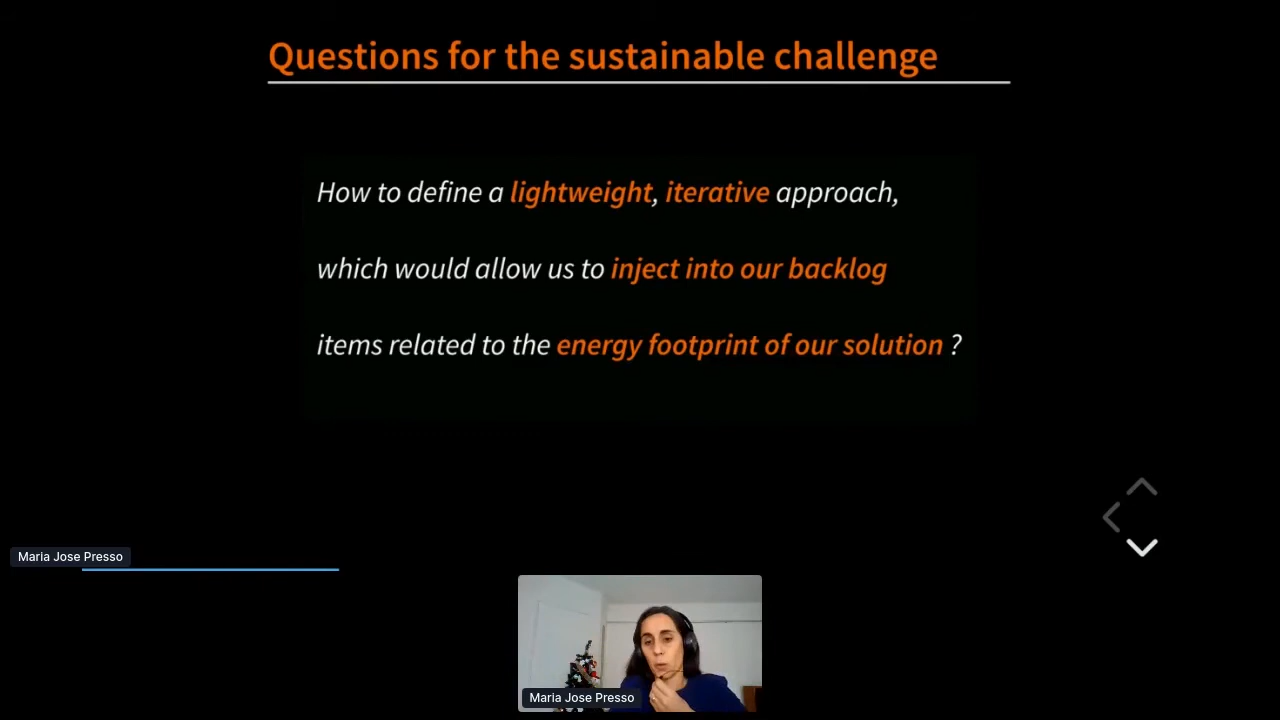 Questions for the sustainable challenge
How to define a lightweight, iterative approach,
which would allow us to inject into our backlog
items related to the energy footprint of our solution ?
Maria Jose Presso
Maria Jose Presso